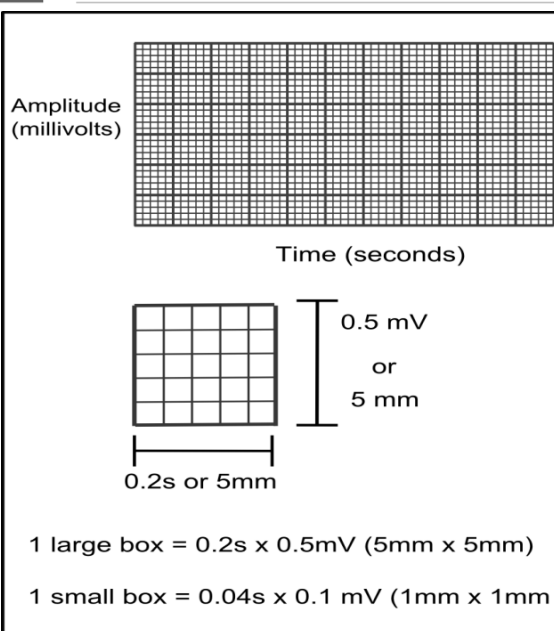 Amplitude
(millivolts)
Time (seconds)
0.5 mV
or
5 mm
0.2s or 5mm
1 large box = 0.2s x 0.5mV (5mm x 5mm)
1 small box = 0.04s x 0.1 mV (1mm x 1mm